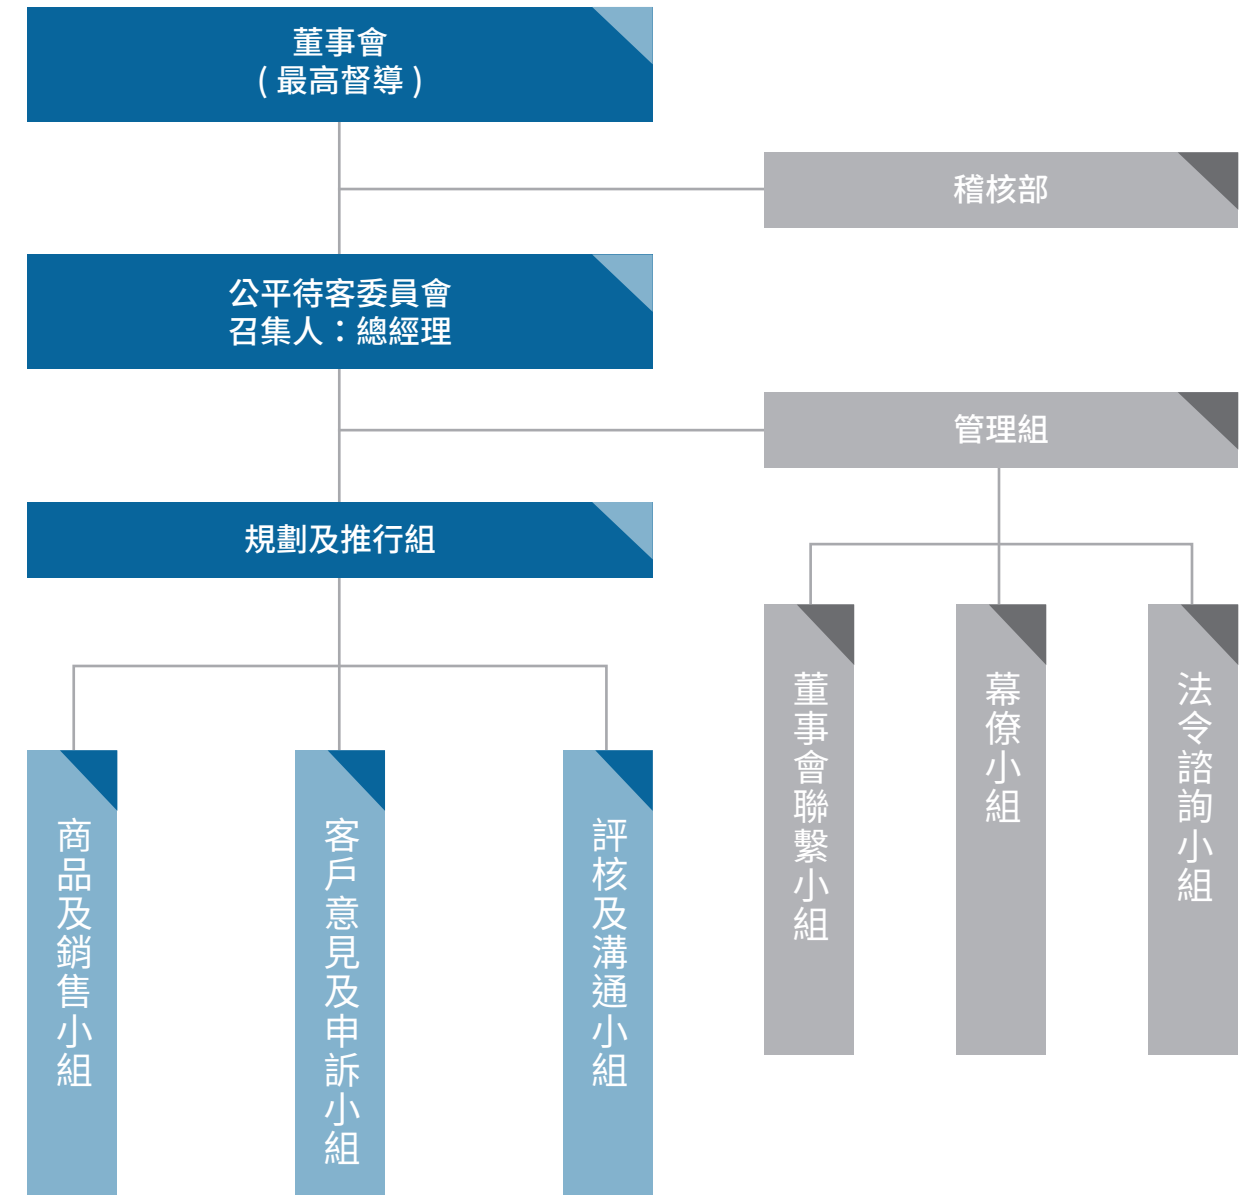 董事會
( 最高督導 )
稽核部
公平待客委員會
召集人：總經理
管理組
規劃及推行組
董事會聯繫小組
幕僚小組
法令諮詢小組
商品及銷售小組
客戶意見及申訴小組
評核及溝通小組